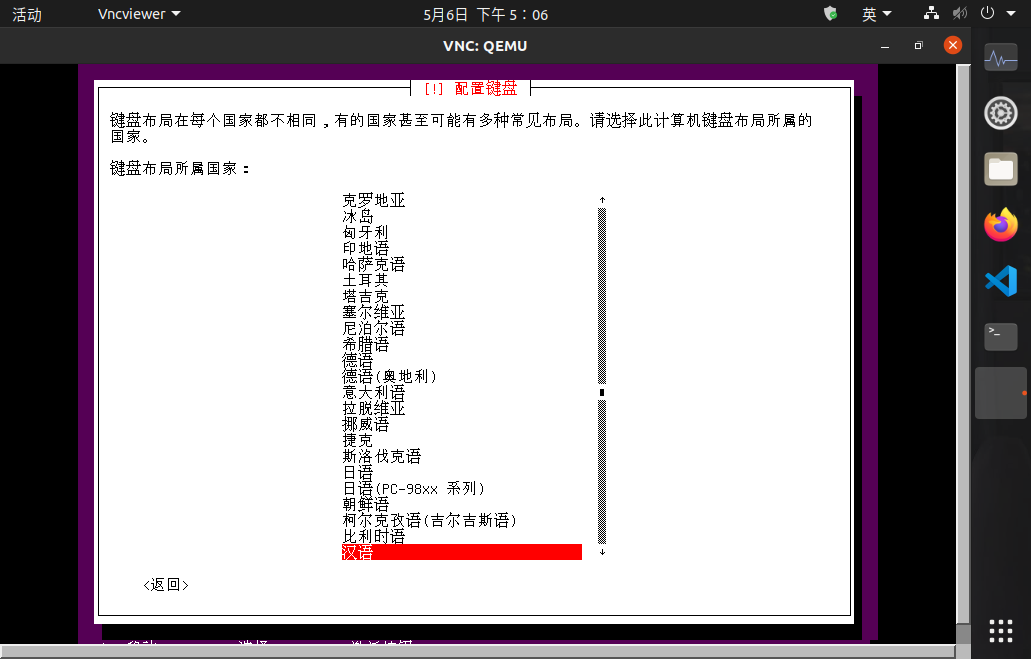 活动
Vncviewer
5月6日 下午 5：06
英
VNC: QEMU
[!] 配置键盘
键盘布局在每个国家都不相同，有的国家甚至可能有多种常见布局。请选择此计算机键盘布局所属的
国家。
键盘布局所属国家：
克罗地亚
冰岛
匈牙利
印地语
哈萨克语
土耳其
塔吉克
塞尔维亚
尼泊尔语
希腊语
德语
德语(奥地利)
意大利语
拉脱维亚
挪威语
捷克
斯洛伐克语
日语
日语(PC-98xx 系列)
朝鲜语
柯尔克孜语(吉尔吉斯语)
比利时语
汉语
<返回>